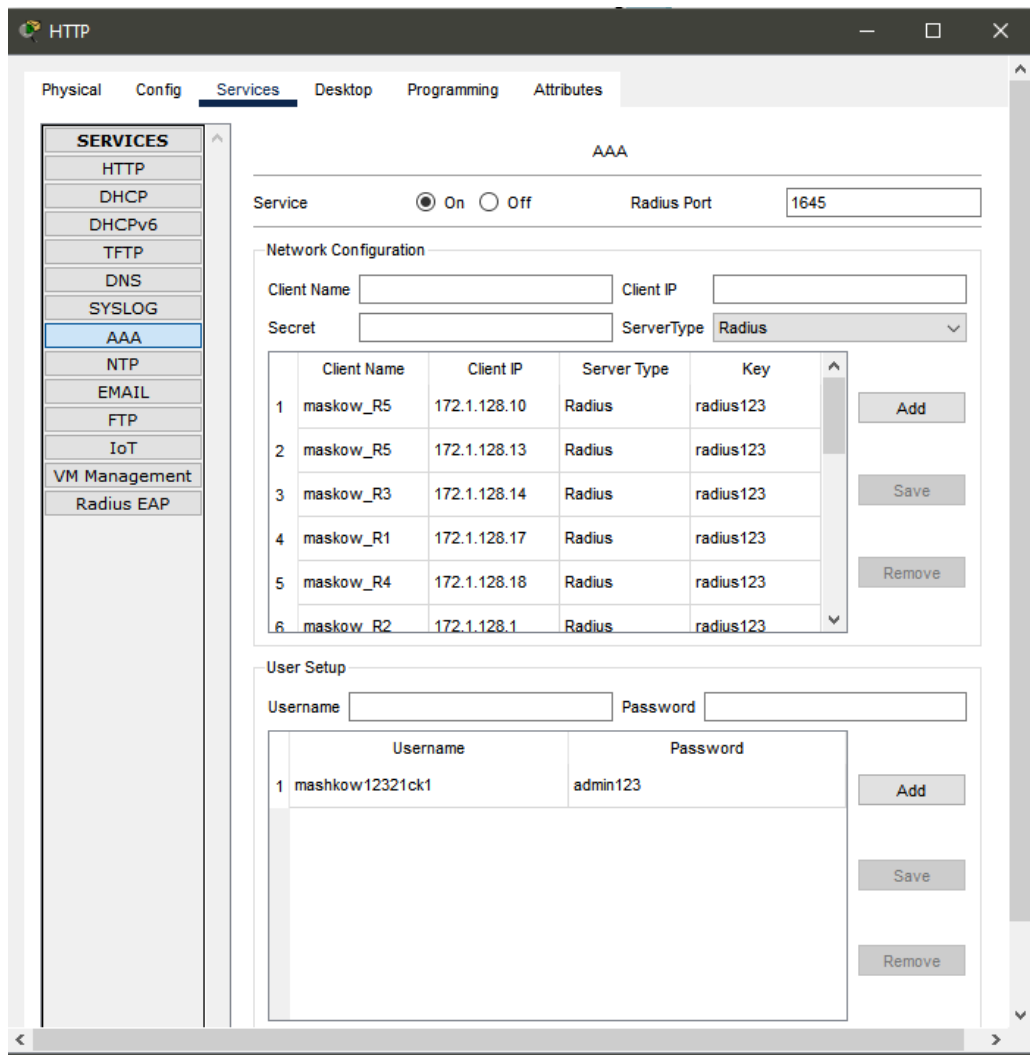 HTTP
Physical Config Services Desktop Programming Attributes
SERVICES
HTTP
DHCP
DHCPv6
TFTP
DNS
SYSLOG
AAA
NTP
EMAIL
FTP
IoT
VM Management
Radius EAP
AAA
Service On Off Radius Port 1645
Network Configuration
Client Name Client IP
Secret ServerType Radius
Client Name Client IP Server Type Key
1 maskow_R5 172.1.128.10 Radius radius123
2 maskow_R5 172.1.128.13 Radius radius123
3 maskow_R3 172.1.128.14 Radius radius123
4 maskow_R1 172.1.128.17 Radius radius123
5 maskow_R4 172.1.128.18 Radius radius123
6 maskow_R2 172.1.128.1 Radius radius123
Add
Save
Remove
User Setup
Username Password
Username Password
1 mashkow12321ck1 admin123
Add
Save
Remove